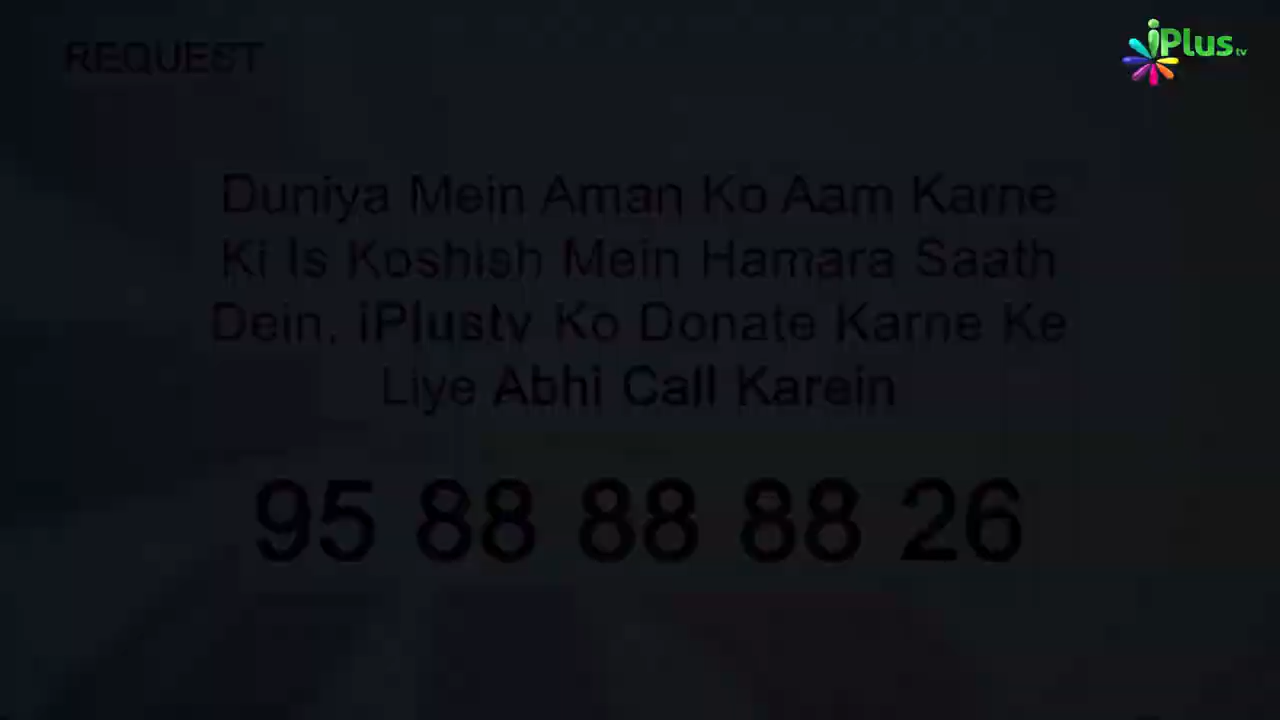 REQUEST
iPlus tv
Duniya Mein Aman Ko Aam Karne
Ki Is Koshish Mein Hamara Saath
Dein, iPlustv Ko Donate Karne Ke
Liye Abhi Call Karein
95 88 88 88 26